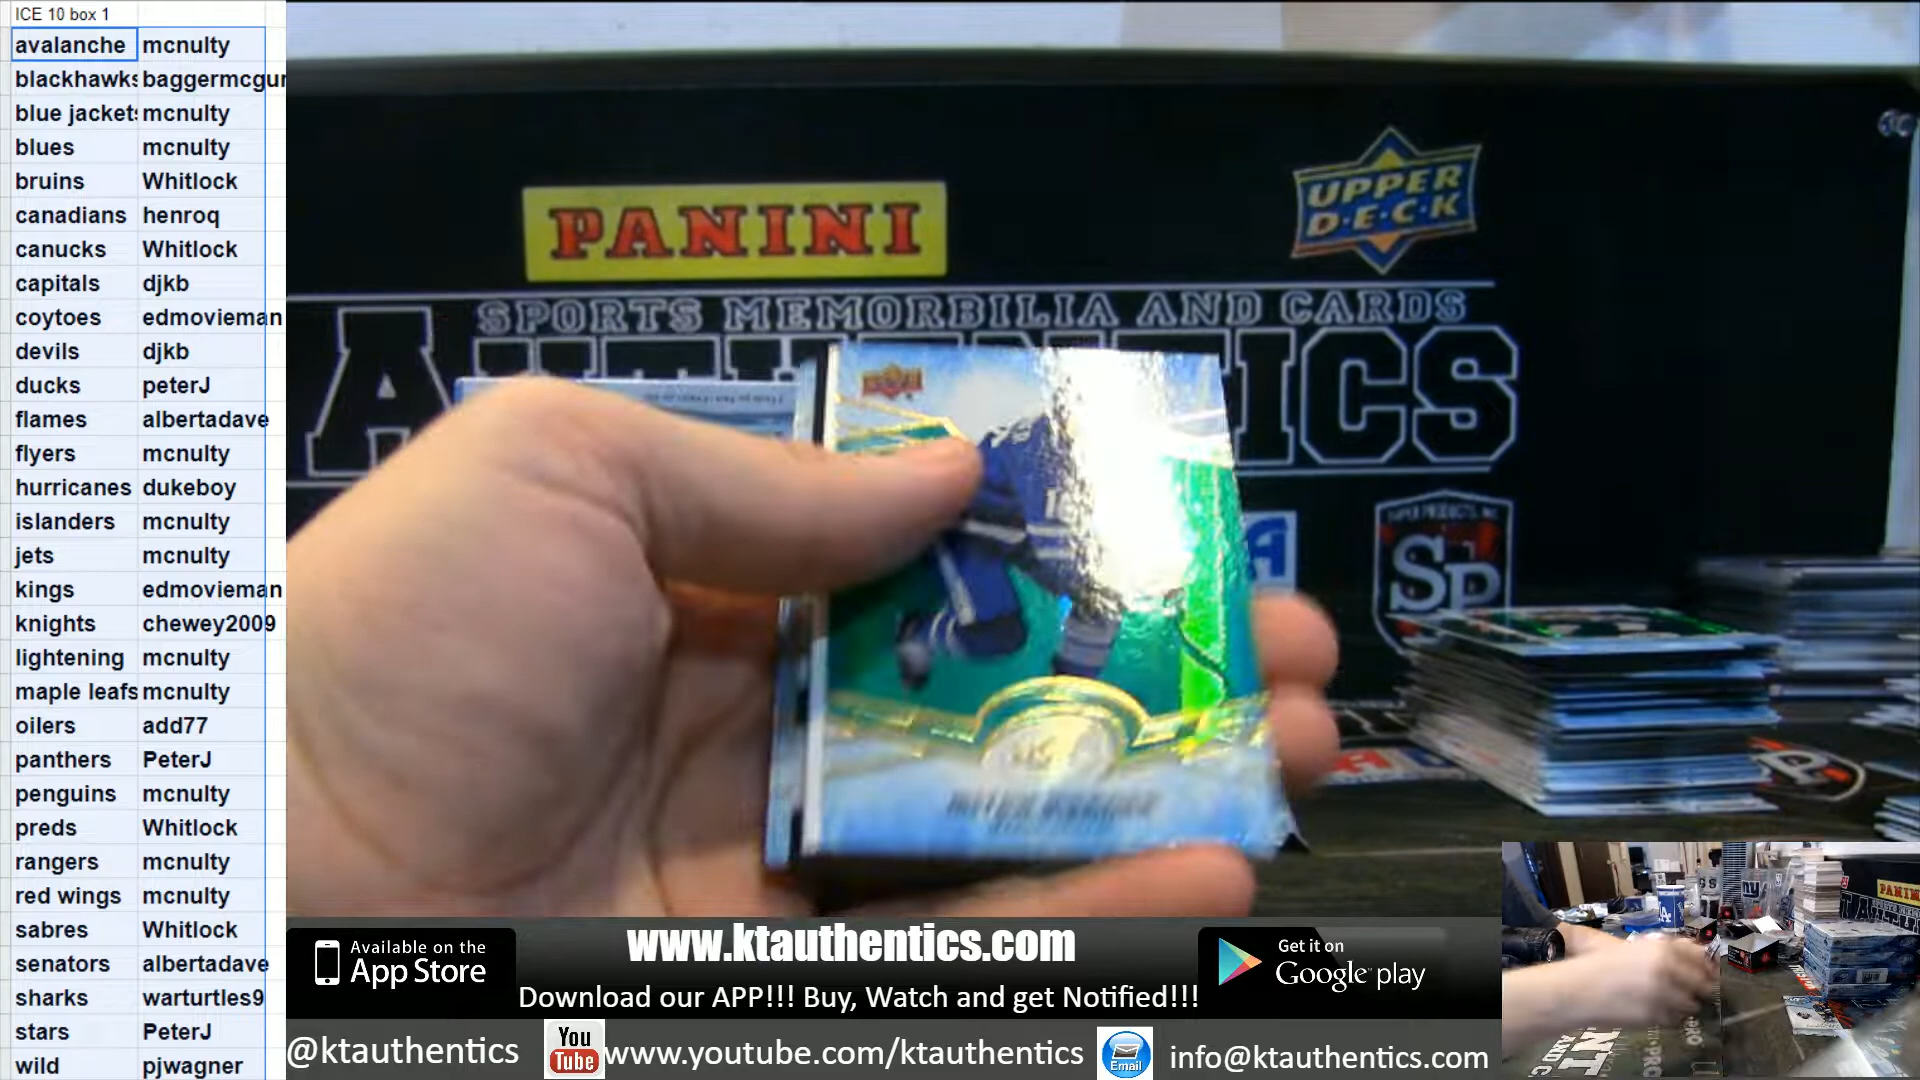 ICE 10 box 1
avalanche mcnulty
blackhawks baggermcgur
blue jackets mcnulty
blues mcnulty
bruins Whitlock
canadians henroq
canucks Whitlock
capitals djkb
coytoes edmovieman
devils djkb
ducks peterJ
flames albertadave
flyers mcnulty
hurricanes dukeboy
islanders mcnulty
jets mcnulty
kings edmovieman
knights chewey2009
lightening mcnulty
maple leafs mcnulty
oilers add77
panthers PeterJ
penguins mcnulty
preds Whitlock
rangers mcnulty
red wings mcnulty
sabres Whitlock
senators albertadave
sharks warturtles9
stars PeterJ
wild pjwagner
PANINI
UPPER
D·E·C·K
SPORTS MEMORBILIA AND CARDS
AUTHENTICS
SP
Available on the
App Store
www.ktauthentics.com
Download our APP!!! Buy, Watch and get Notified!!!
Get it on
Google play
@ktauthentics
You
Tube
www.youtube.com/ktauthentics
Email
info@ktauthentics.com